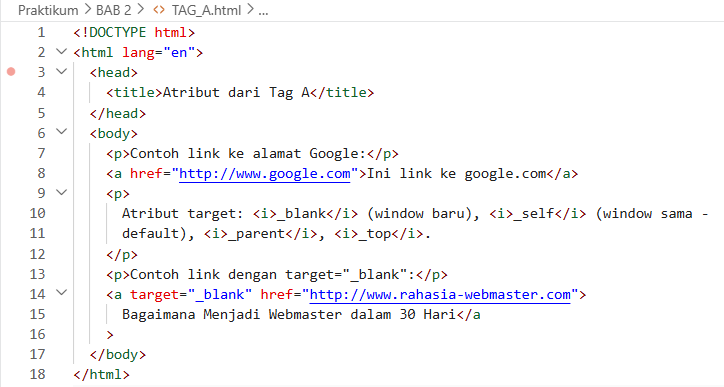 Praktikum > BAB 2 > <> TAG_A.html > ...
1 <!DOCTYPE html>
2 <html lang="en">
3 <head>
4 <title>Atribut dari Tag A</title>
5 </head>
6 <body>
7 <p>Contoh link ke alamat Google:</p>
8 <a href="http://www.google.com">Ini link ke google.com</a>
9 <p>
10 Atribut target: <i>_blank</i> (window baru), <i>_self</i> (window sama -
11 default), <i>_parent</i>, <i>_top</i>.
12 </p>
13 <p>Contoh link dengan target="_blank":</p>
14 <a target="_blank" href="http://www.rahasia-webmaster.com">
15 Bagaimana Menjadi Webmaster dalam 30 Hari</a
16 >
17 </body>
18 </html>